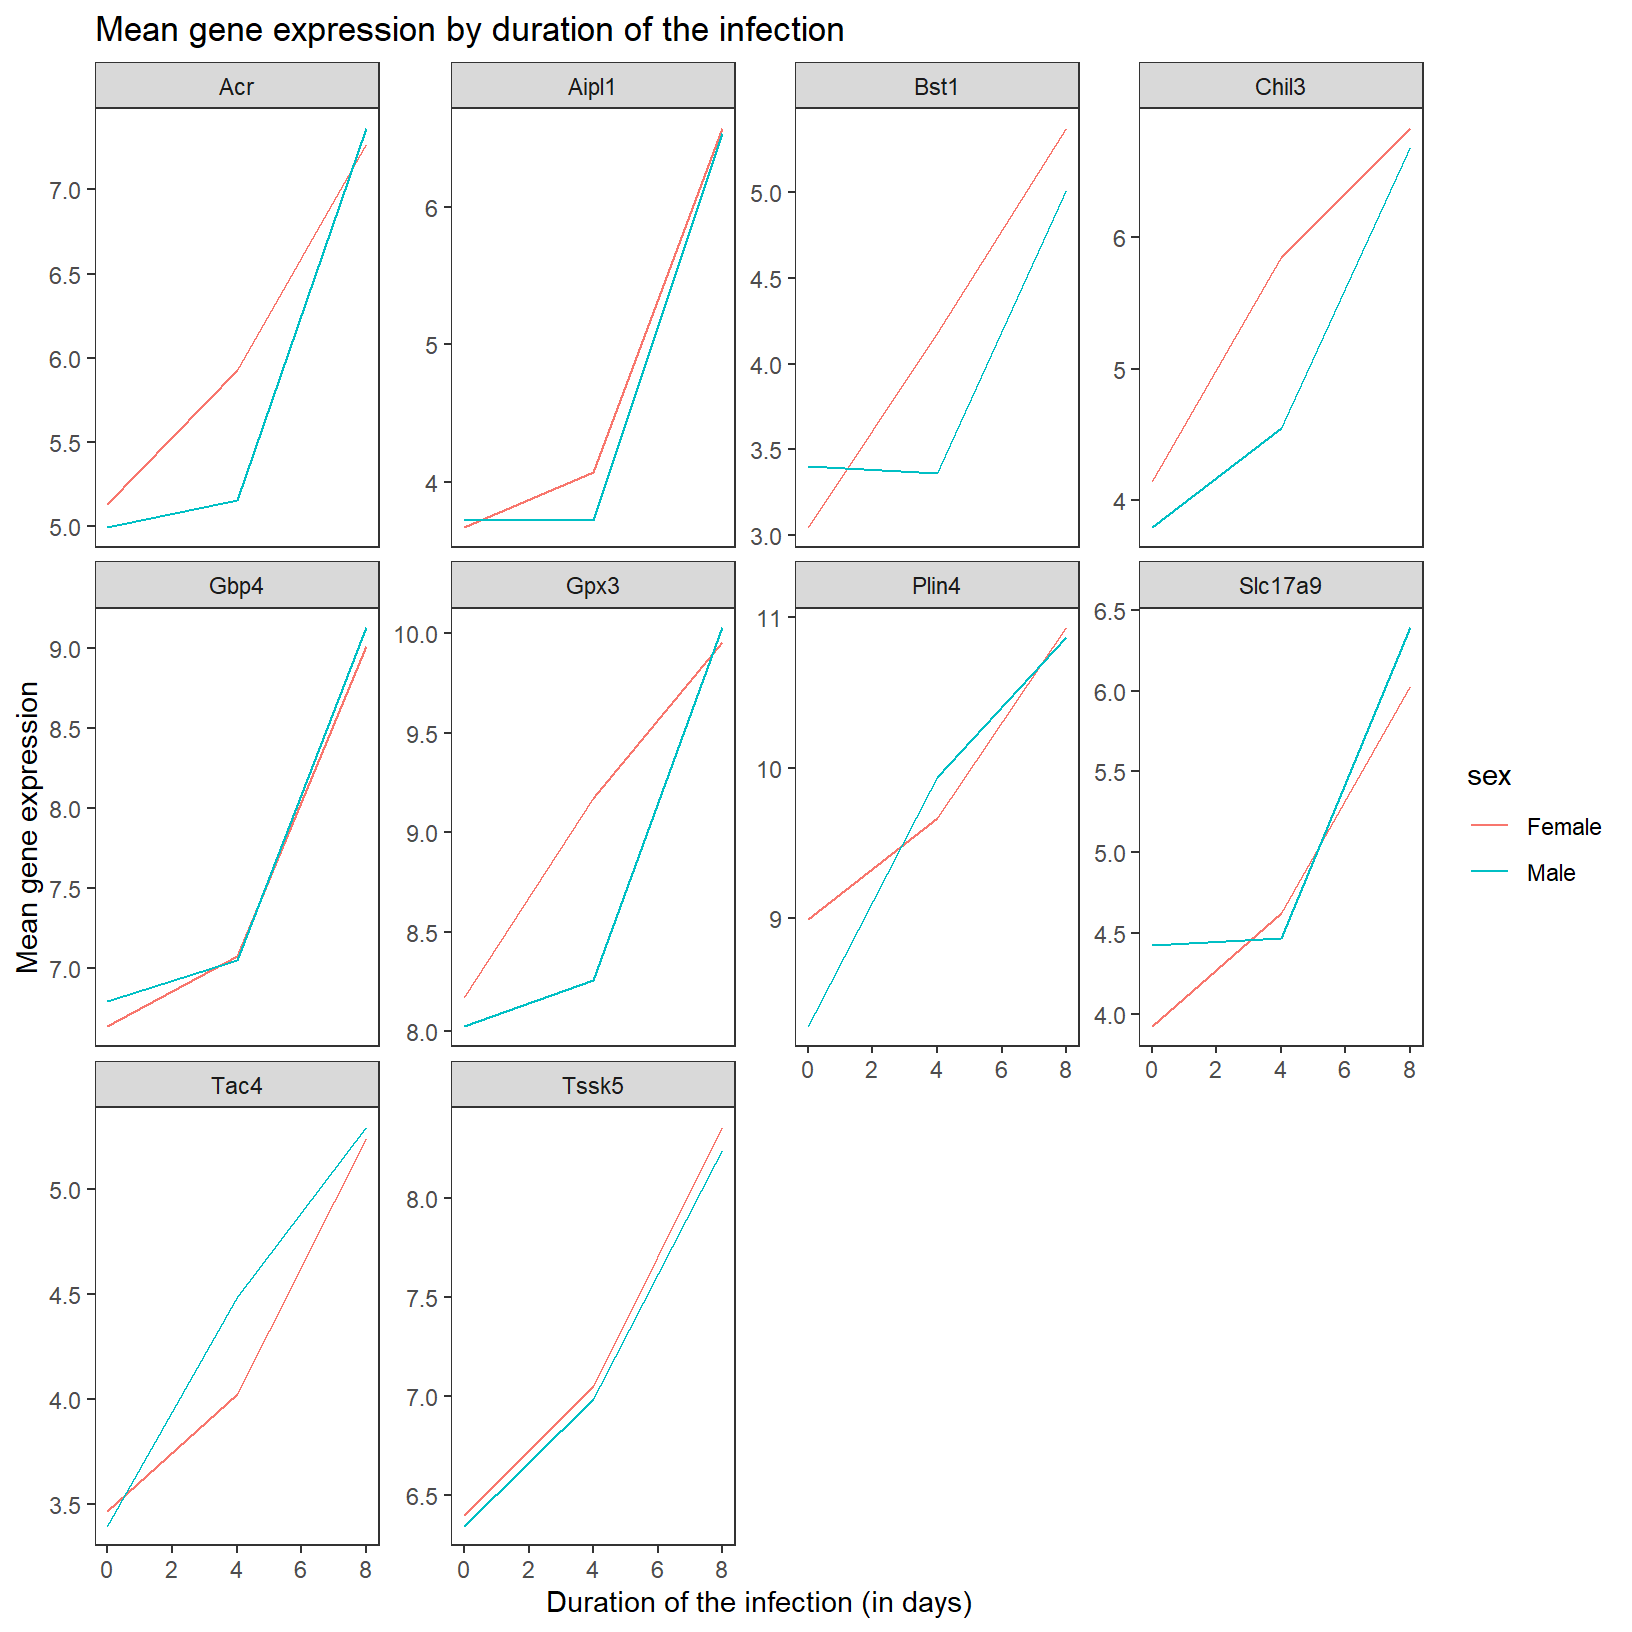 Mean gene expression by duration of the infection
Acr
Aipl1
Bst1
Chil3
7.0
6.5
6.0
5.5
5.0
6
5
4
5.0
4.5
4.0
3.5
3.0
6
5
4
Gbp4
Gpx3
Plin4
Slc17a9
9.0
8.5
8.0
7.5
7.0
10.0
9.5
9.0
8.5
8.0
11
10
9
6.5
6.0
5.5
5.0
4.5
4.0
0 2 4 6 8
0 2 4 6 8
Tac4
Tssk5
5.0
4.5
4.0
3.5
8.0
7.5
7.0
6.5
0 2 4 6 8
0 2 4 6 8
Duration of the infection (in days)
Mean gene expression
sex
Female
Male